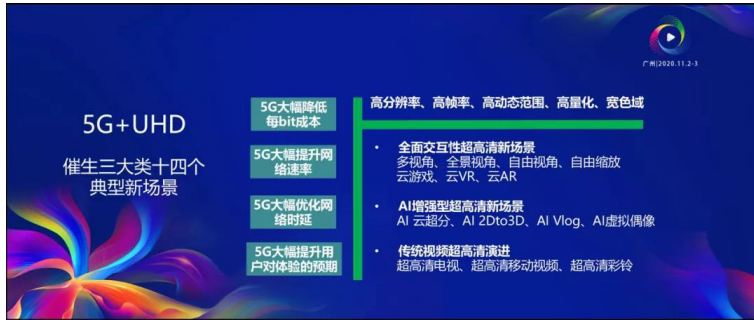 广州|2020.11.2-3
5G+UHD
催生三大类十四个
典型新场景
5G大幅降低
每bit成本
5G大幅提升网
络速率
5G大幅优化网
络时延
5G大幅提升用
户对体验的预期
高分辨率、高帧率、高动态范围、高量化、宽色域
• 全面交互性超高清新场景
多视角、全景视角、自由视角、自由缩放
云游戏、云VR、云AR
• AI增强型超高清新场景
AI 云超分、AI 2Dto3D、AI Vlog、AI虚拟偶像
• 传统视频超高清演进
超高清电视、超高清移动视频、超高清彩铃